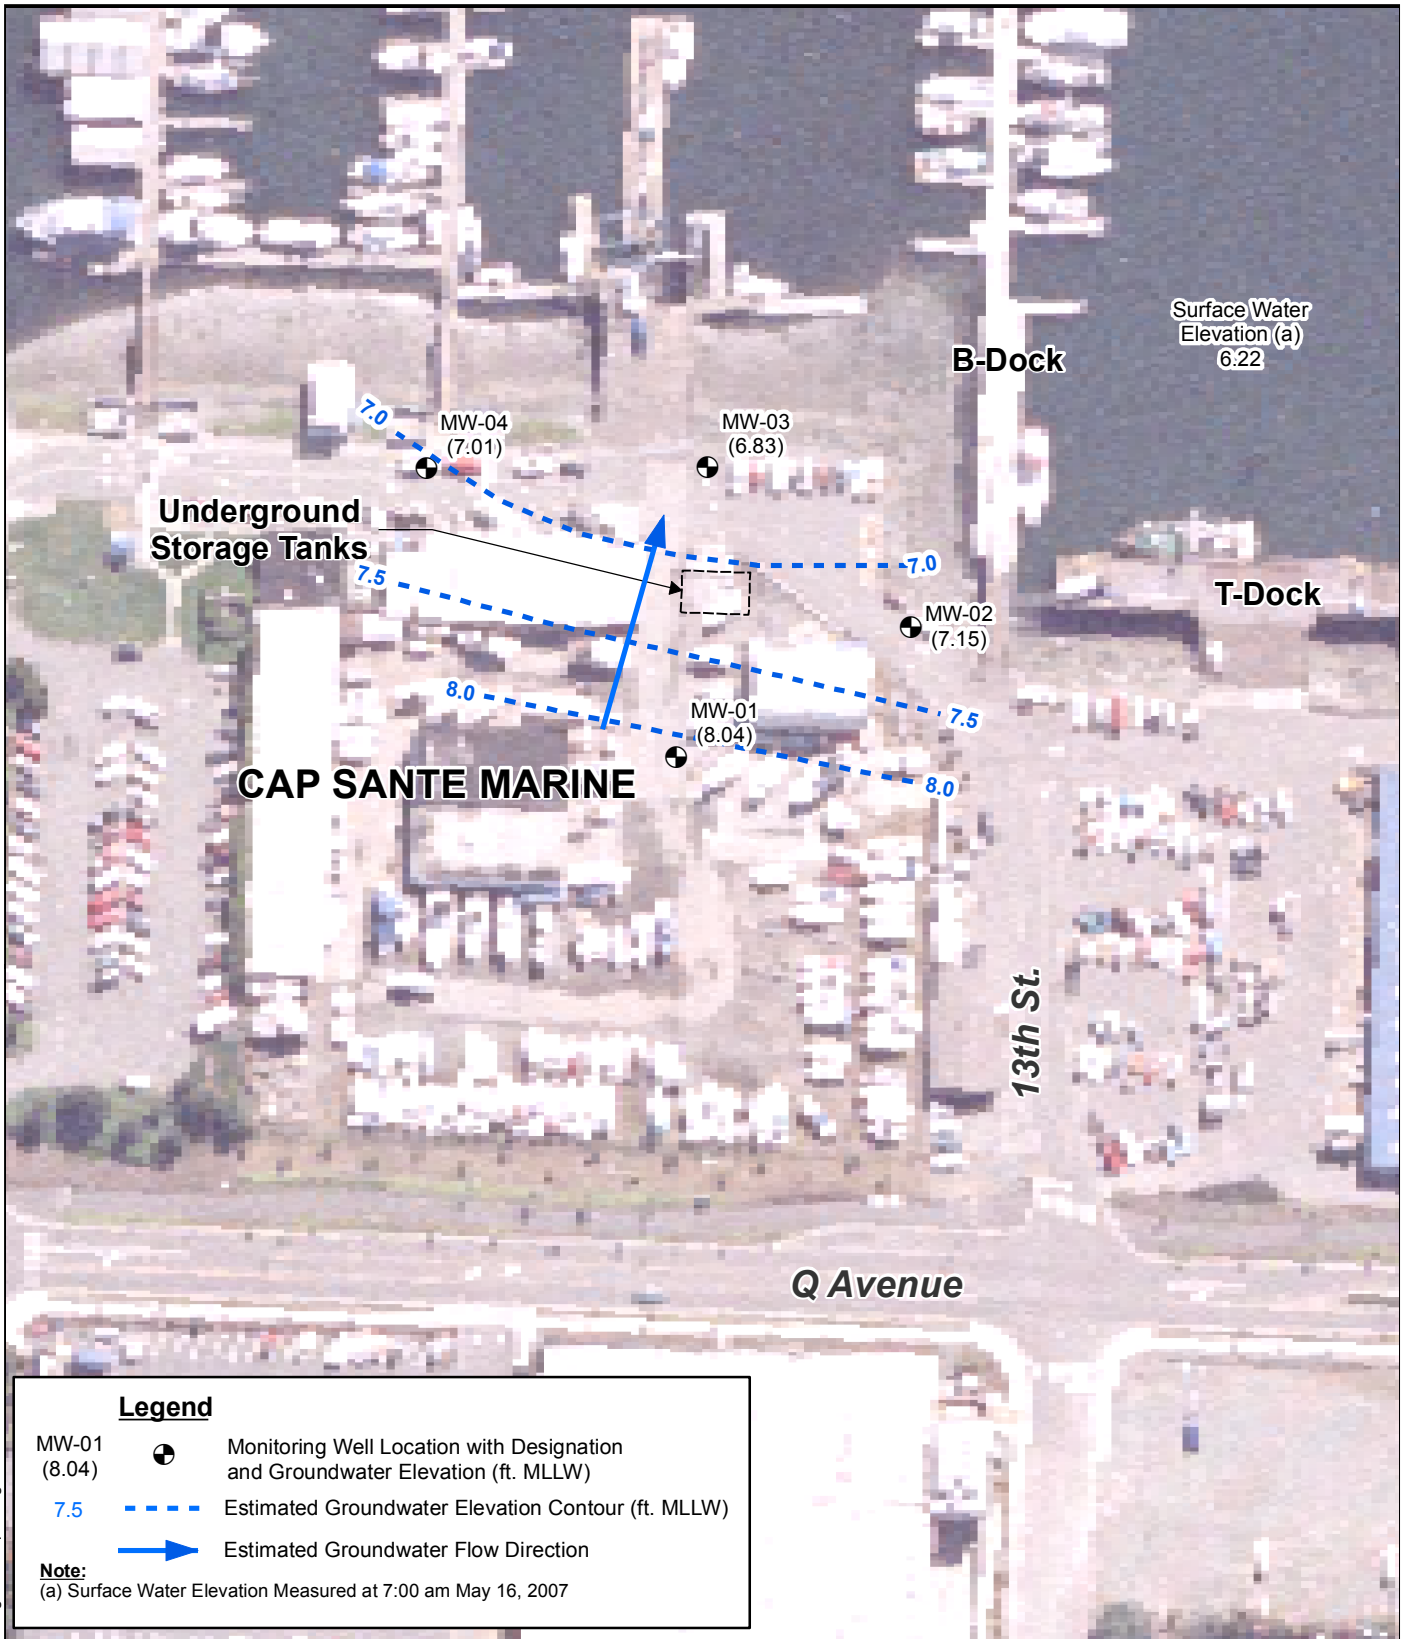 Surface Water
Elevation (a)
6.22
B-Dock
7.0
MW-04
(7.01)
MW-03
(6.83)
Underground
Storage Tanks
7.0
7.5
T-Dock
MW-02
(7.15)
8.0
MW-01
(8.04)
7.5
CAP SANTE MARINE
8.0
13th St.
Q Avenue
Legend
MW-01
(8.04)
Monitoring Well Location with Designation
and Groundwater Elevation (ft. MLLW)
7.5
Estimated Groundwater Elevation Contour (ft. MLLW)
Estimated Groundwater Flow Direction
Note:
(a) Surface Water Elevation Measured at 7:00 am May 16, 2007